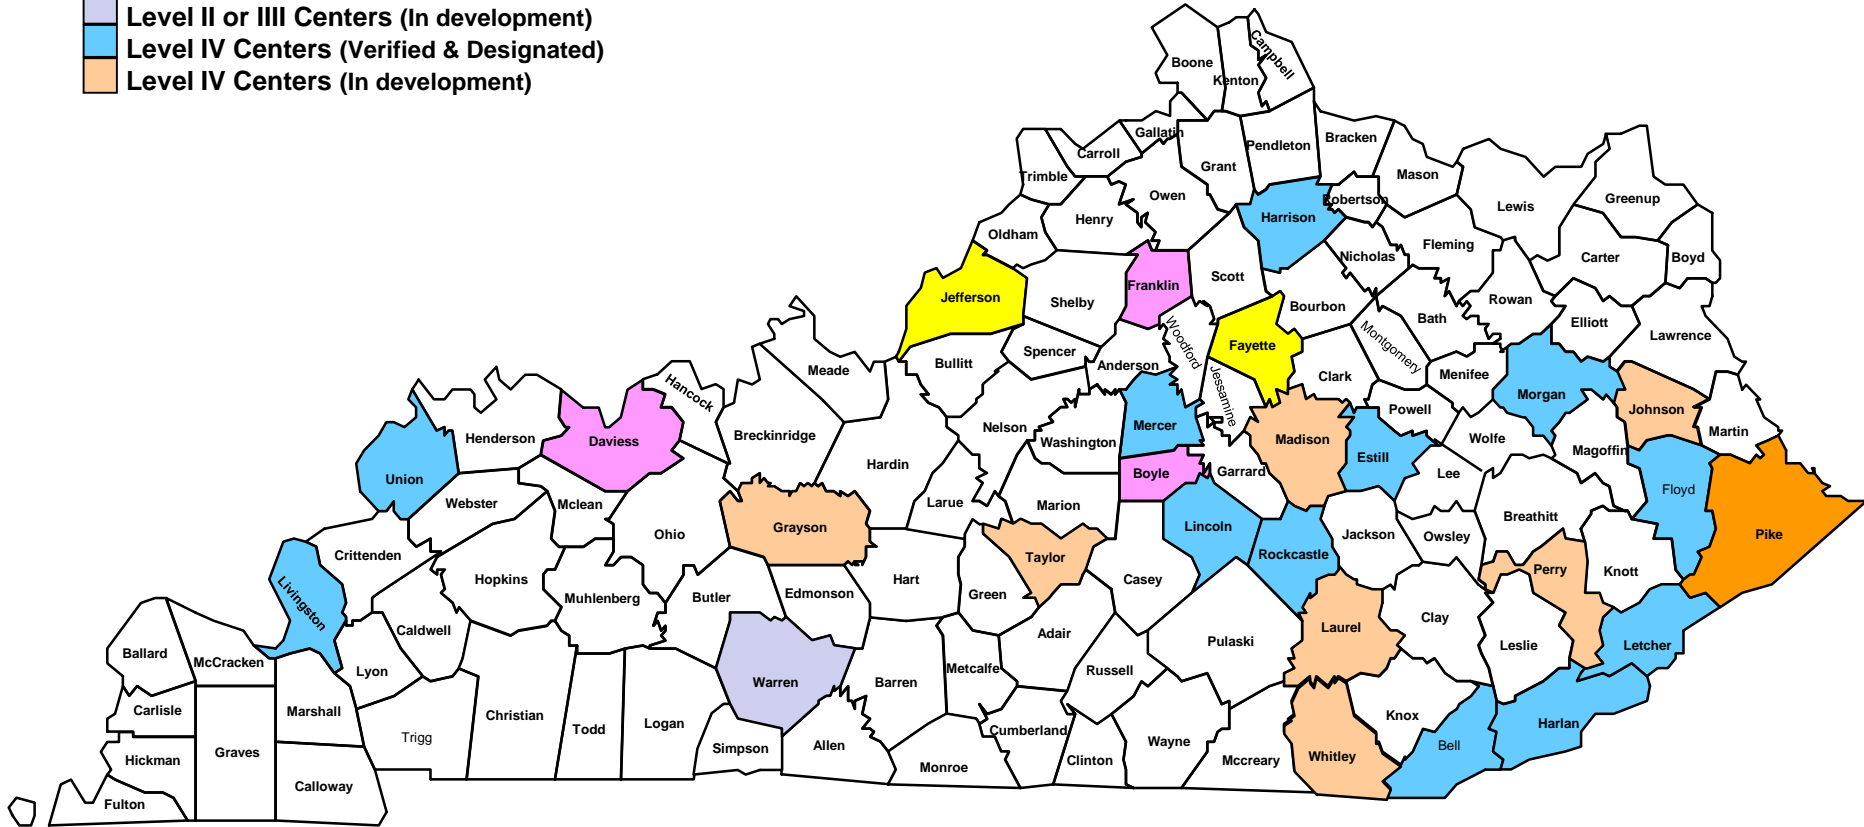 Level II or IIII Centers (In development)
Level IV Centers (Verified & Designated)
Level IV Centers (In development)
Boone
Kenton
Campbell
Gallatin
Carroll
Trimble
Grant
Pendleton
Bracken
Mason
Owen
Henry
Oldham
Harrison
Robertson
Lewis
Greenup
Fleming
Nicholas
Carter
Boyd
Jefferson
Shelby
Franklin
Scott
Bourbon
Rowan
Bath
Elliott
Lawrence
Woodford
Fayette
Montgomery
Spencer
Bullitt
Anderson
Jessamine
Clark
Menifee
Morgan
Meade
Hancock
Breckinridge
Henderson
Daviess
Nelson
Washington
Mercer
Madison
Powell
Estill
Wolfe
Magoffin
Johnson
Martin
Union
Webster
Mclean
Hardin
Larue
Marion
Boyle
Garrard
Lee
Floyd
Pike
Crittenden
Hopkins
Ohio
Grayson
Taylor
Lincoln
Rockcastle
Jackson
Owsley
Breathitt
Knott
Perry
Livingston
Caldwell
Muhlenberg
Butler
Edmonson
Hart
Green
Casey
Adair
Pulaski
Laurel
Clay
Leslie
Letcher
Ballard
McCracken
Lyon
Carlisle
Marshall
Christian
Todd
Logan
Warren
Barren
Metcalfe
Russell
Knox
Harlan
Hickman
Graves
Trigg
Simpson
Allen
Cumberland
Wayne
Bell
Fulton
Calloway
Monroe
Clinton
Mccreary
Whitley